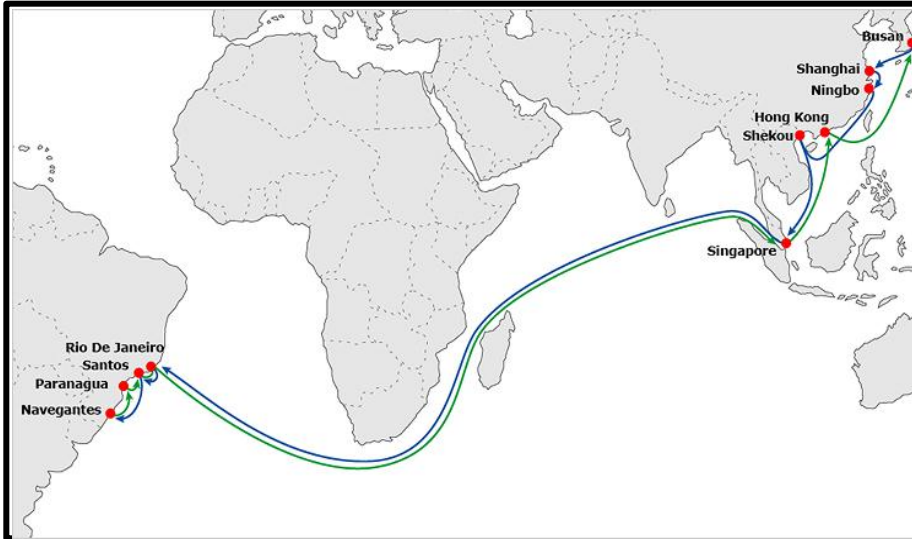 Busan
Shanghai
Ningbo
Hong Kong
Shekou
Singapore
Rio De Janeiro
Santos
Paranagua
Navegantes